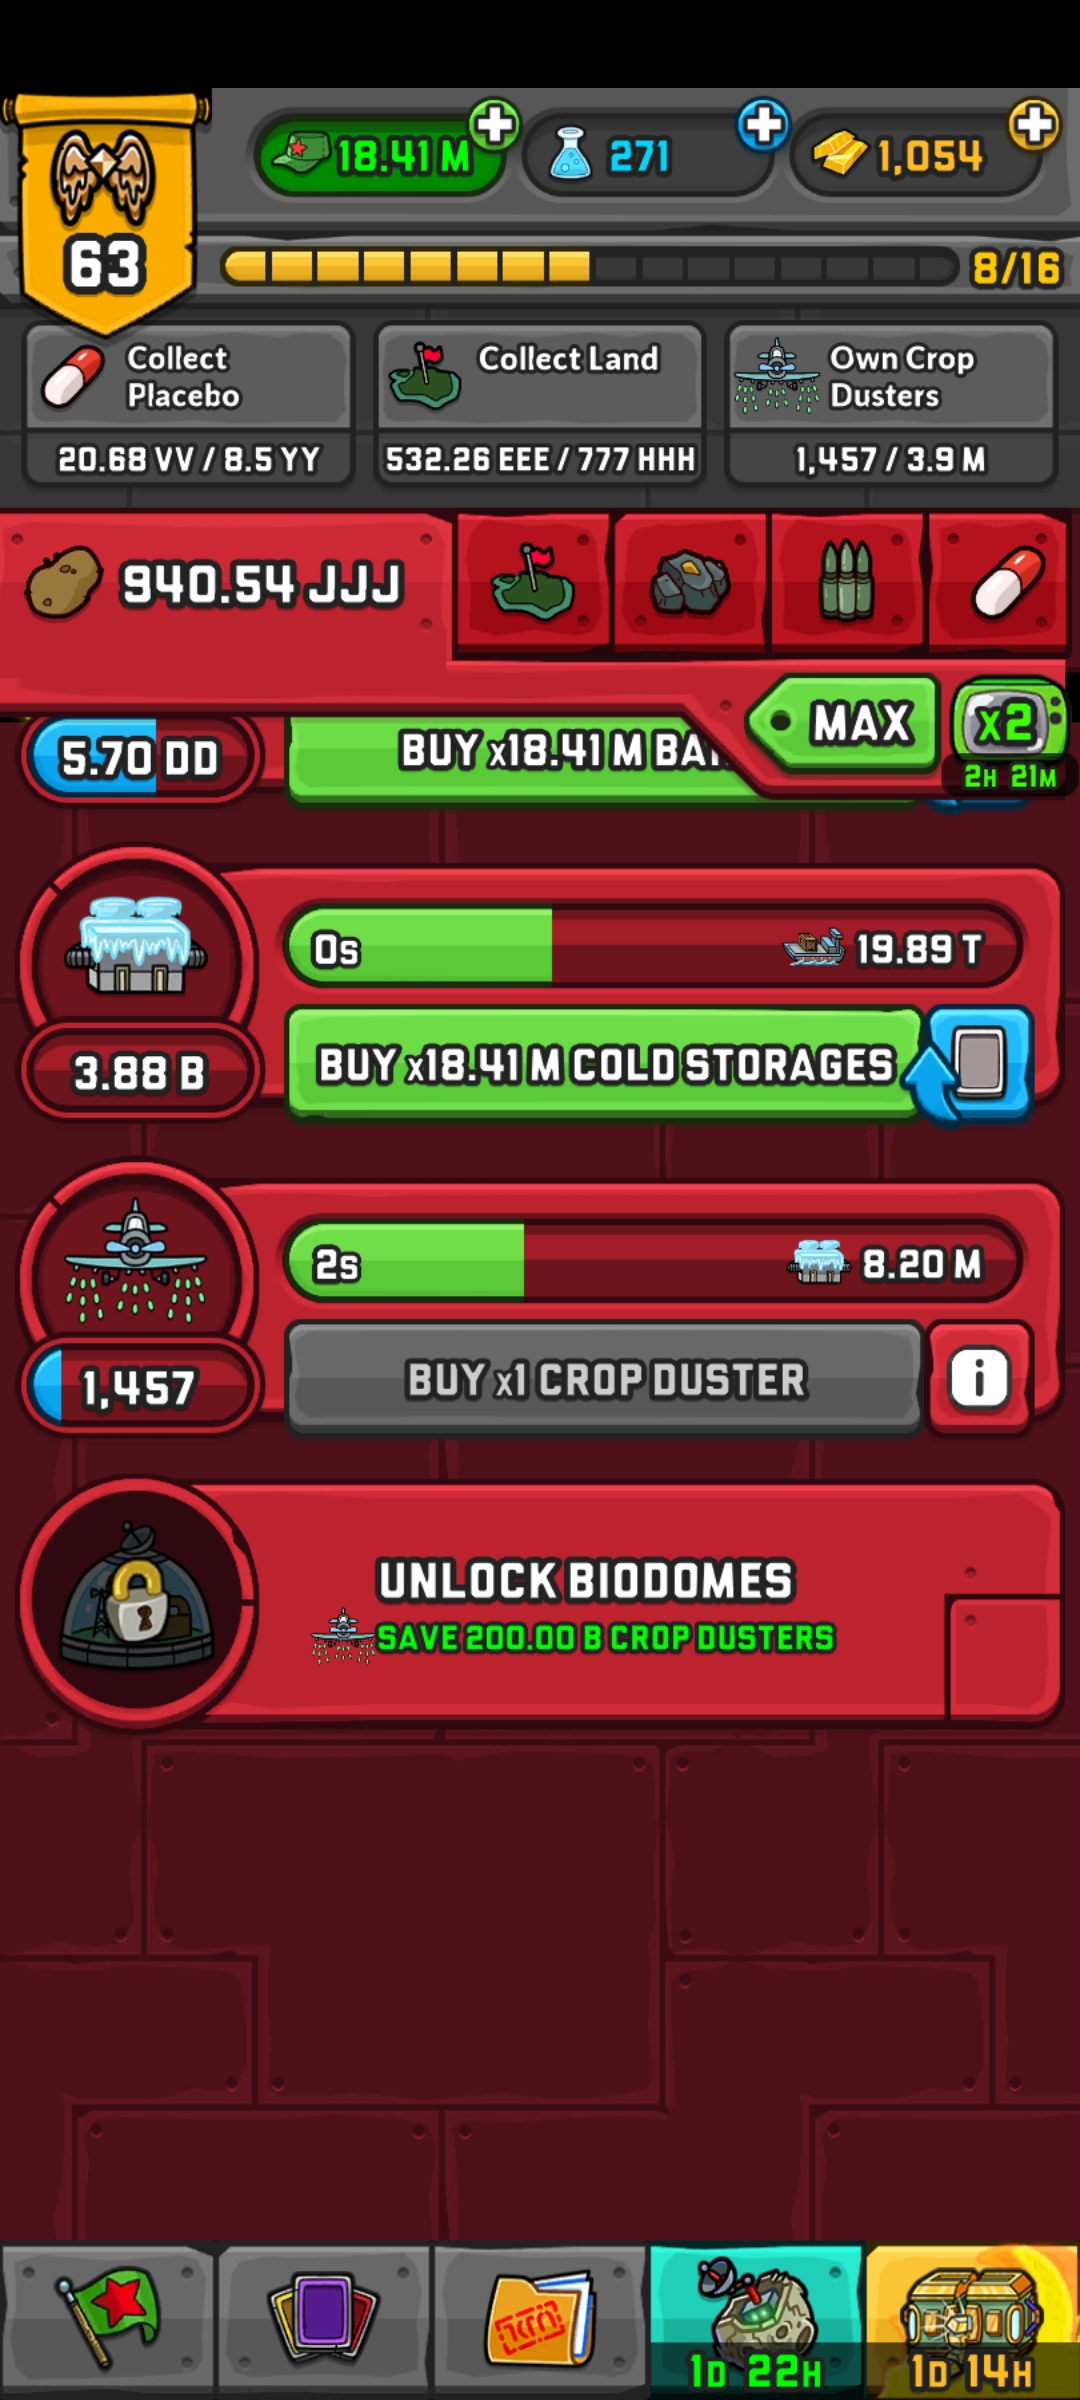 18.41 M
271
1,054
63
8/16
Collect
Placebo
Collect Land
Own Crop
Dusters
20.68 VV / 8.5 YY
532.26 EEE / 777 HHH
1,457 / 3.9 M
940.54 JJJ
MAX
x2
2H 21M
5.70 DD
BUY x18.41 M
0s
19.89 T
3.88 B
BUY x18.41 M COLD STORAGES
2s
8.20 M
1,457
BUY x1 CROP DUSTER
i
UNLOCK BIODOMES
SAVE 200.00 B CROP DUSTERS
1D 22H
1D 14H